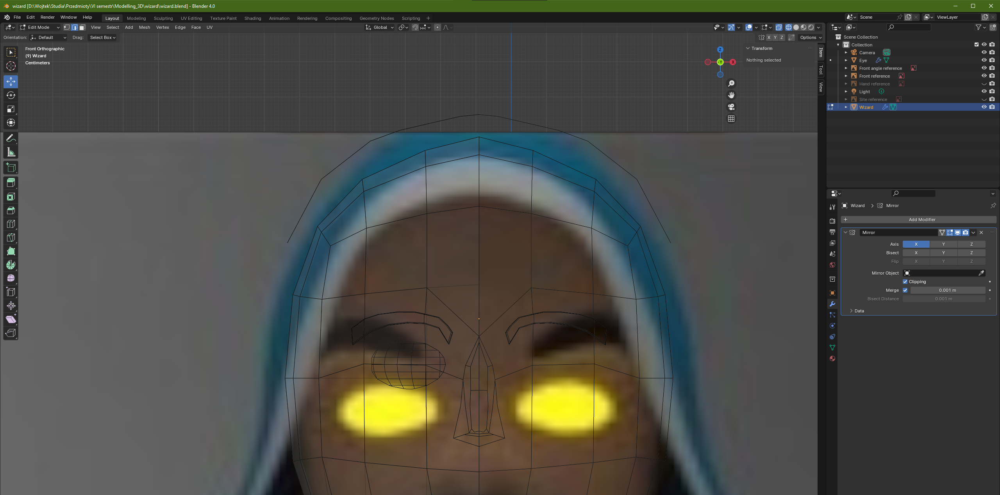 wizard [D:\Wojtek\Studia\Przedmioty\VI semestr\Modelling_3D\wizard\wizard.blend] - Blender 4.0
File Edit Render Window Help Layout Modeling Sculpting UV Editing Texture Paint Shading Animation Rendering Compositing Geometry Nodes Scripting + Scene ViewLayer
Edit Mode View Select Add Mesh Vertex Edge Face UV Global
Orientation: Default Drag: Select Box X Y Z Options
Front Orthographic
(9) Wizard
Centimeters
Z
-Y X
Transform
Nothing selected
Item
Tool
View
Scene Collection
Collection
Camera
Eye
Front angle reference
Front reference
Hand reference
Light
Site reference
Wizard
Wizard > Mirror
+ Add Modifier
Mirror
Axis X Y Z
Bisect X Y Z
Flip X Y Z
Mirror Object
Clipping
Merge 0.001 m
Bisect Distance 0.001 m
Data